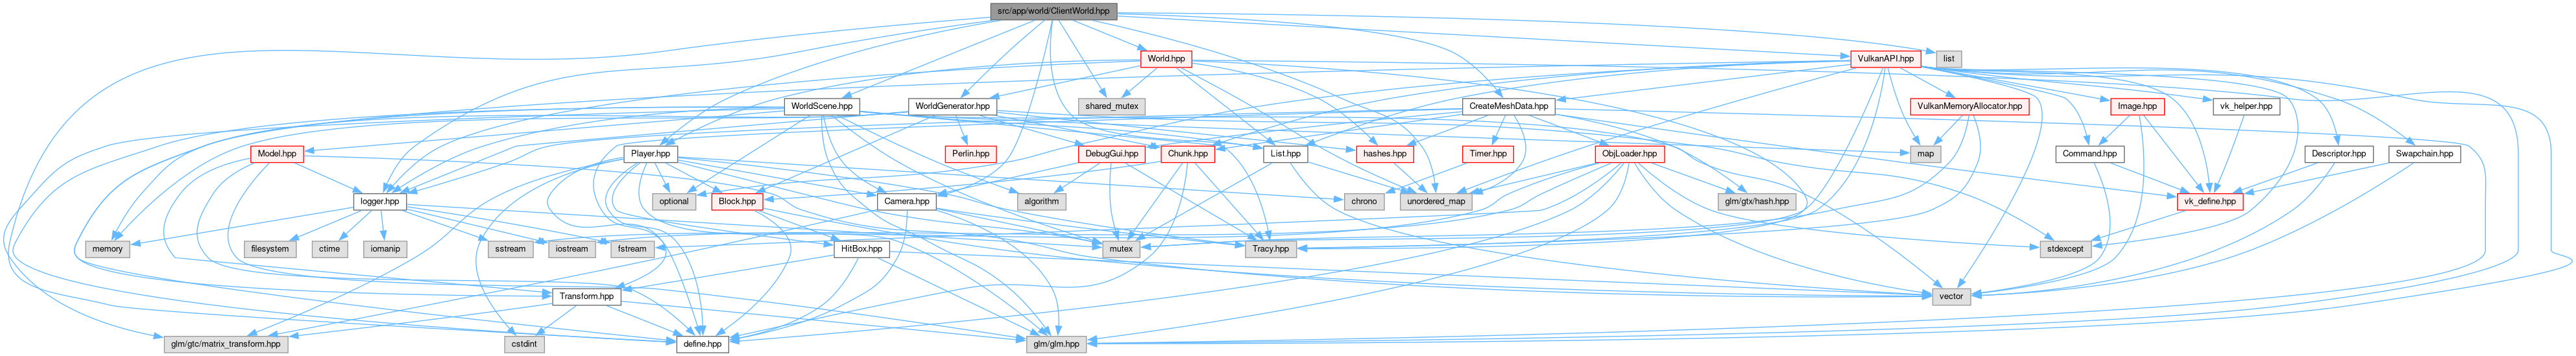 src/app/world/ClientWorld.hpp
World.hpp
VulkanAPI.hpp
list
WorldScene.hpp
WorldGenerator.hpp
shared_mutex
CreateMeshData.hpp
VulkanMemoryAllocator.hpp
Image.hpp
vk_helper.hpp
Model.hpp
Player.hpp
Perlin.hpp
DebugGui.hpp
Chunk.hpp
List.hpp
hashes.hpp
Timer.hpp
ObjLoader.hpp
map
Command.hpp
Descriptor.hpp
Swapchain.hpp
logger.hpp
optional
Block.hpp
Camera.hpp
algorithm
chrono
unordered_map
glm/gtx/hash.hpp
vk_define.hpp
memory
filesystem
ctime
iomanip
sstream
iostream
fstream
HitBox.hpp
mutex
Tracy.hpp
stdexcept
Transform.hpp
vector
glm/gtc/matrix_transform.hpp
cstdint
define.hpp
glm/glm.hpp